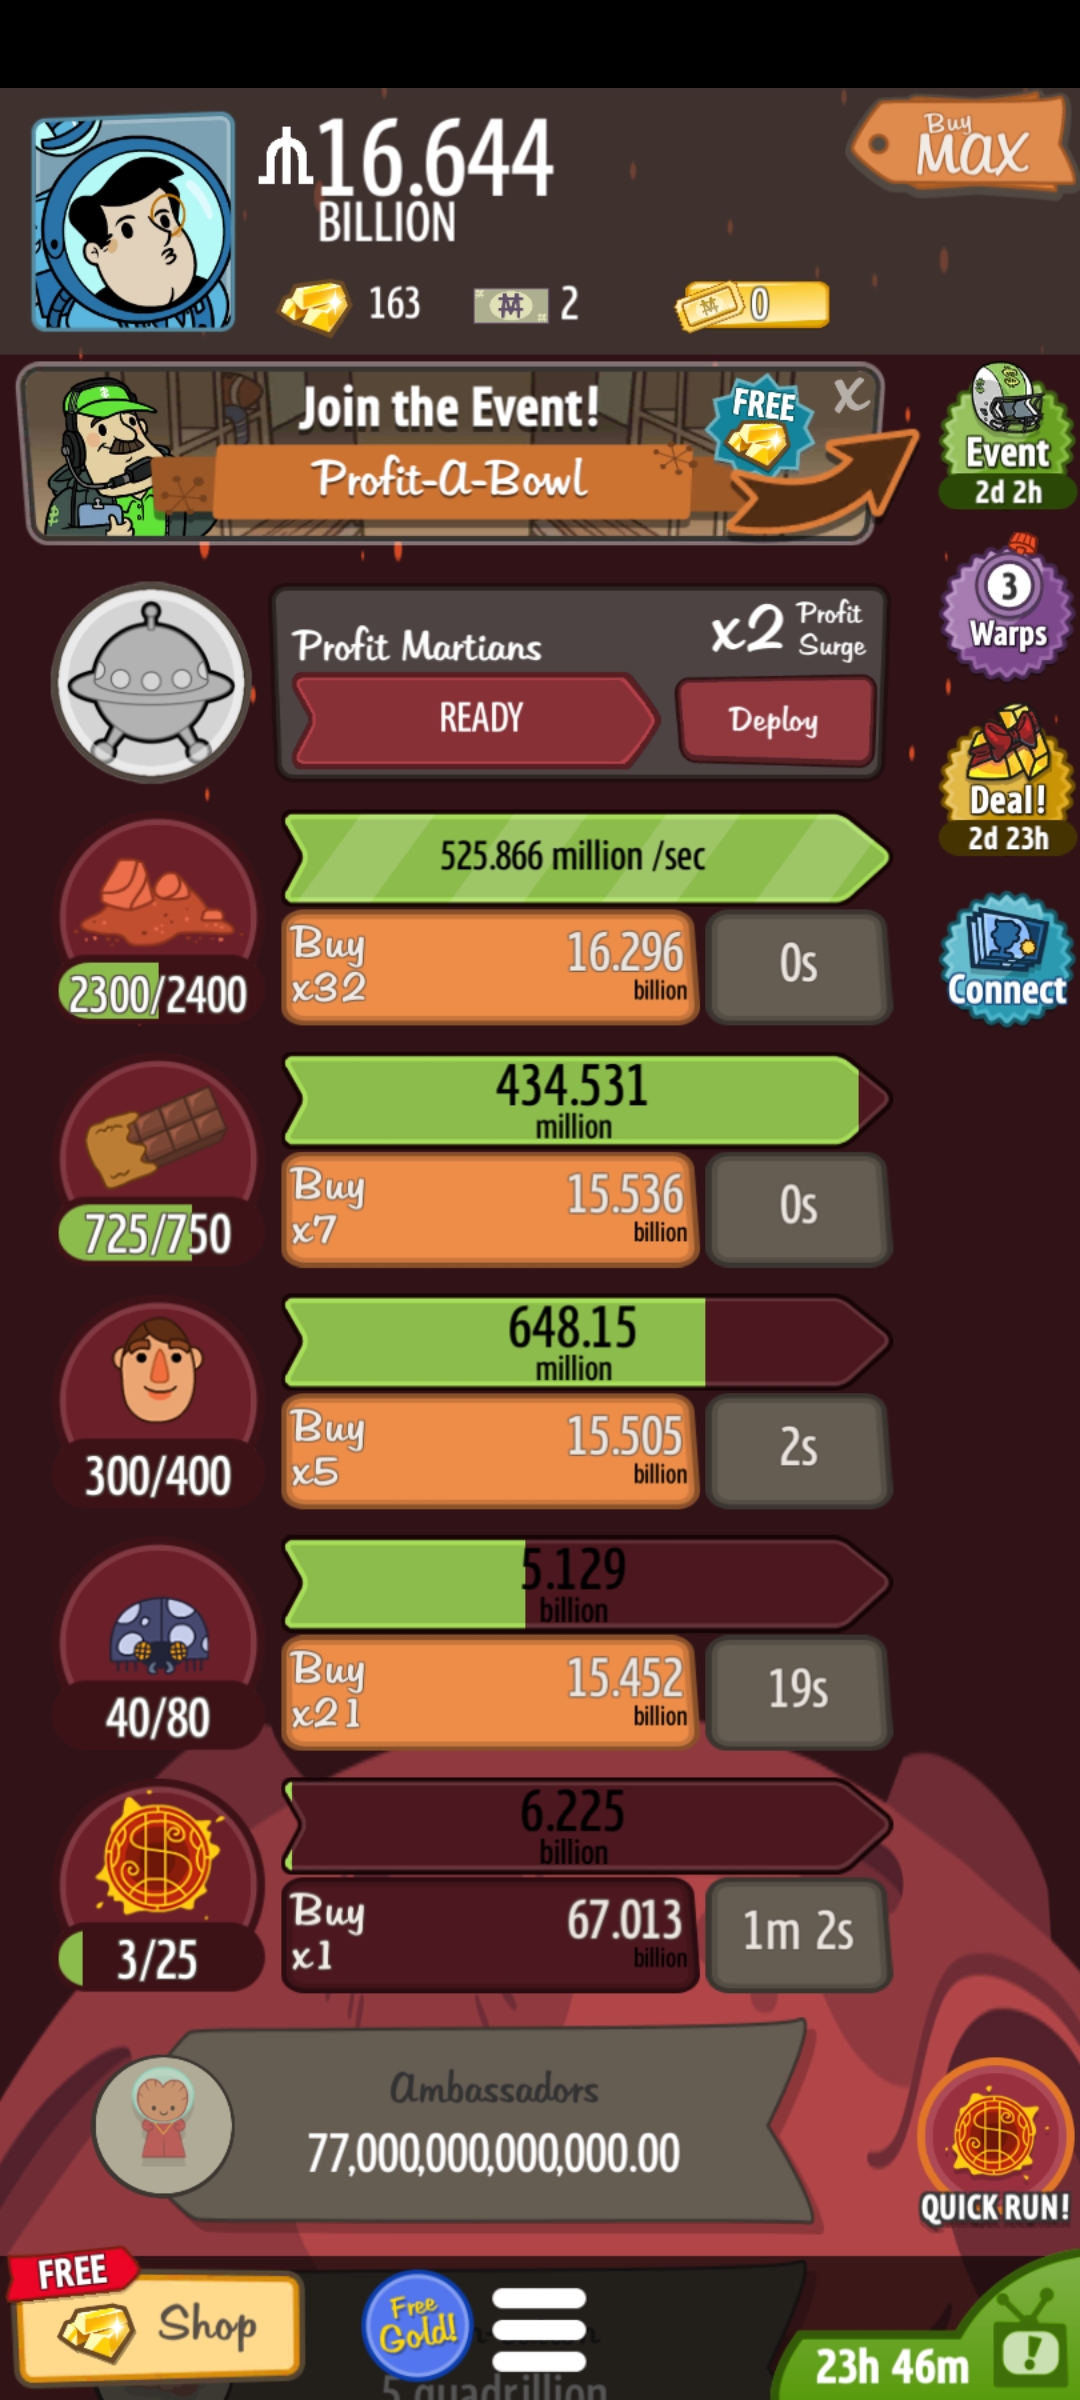 ₼16.644
BILLION
Buy
MAX
163
2
0
Join the Event!
Profit-A-Bowl
FREE
X
Event
2d 2h
3
Warps
Profit Martians
x2 Profit
Surge
READY
Deploy
Deal!
2d 23h
525.866 million /sec
2300/2400
Buy
x32
16.296
billion
0s
Connect
434.531
million
725/750
Buy
x7
15.536
billion
0s
648.15
million
300/400
Buy
x5
15.505
billion
2s
5.129
billion
40/80
Buy
x21
15.452
billion
19s
6.225
billion
3/25
Buy
x1
67.013
billion
1m 2s
Ambassadors
77,000,000,000,000.00
QUICK RUN!
FREE
Shop
Free
Gold!
5 quadrillion
23h 46m